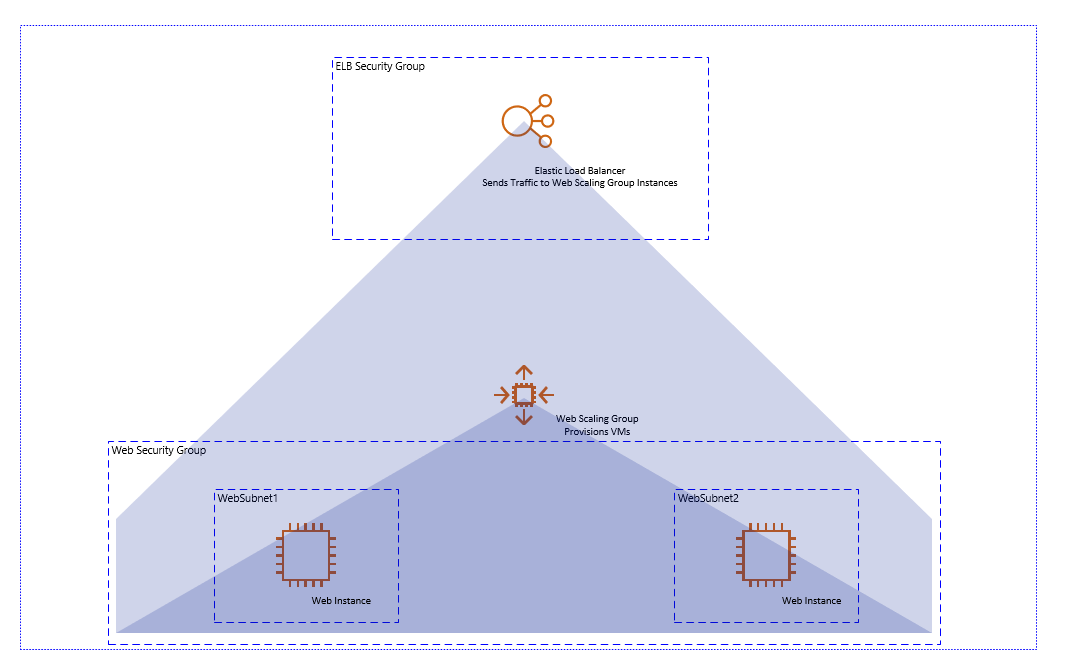 ELB Security Group
Elastic Load Balancer
Sends Traffic to Web Scaling Group Instances
Web Scaling Group
Provisions VMs
Web Security Group
WebSubnet1
WebSubnet2
Web Instance
Web Instance